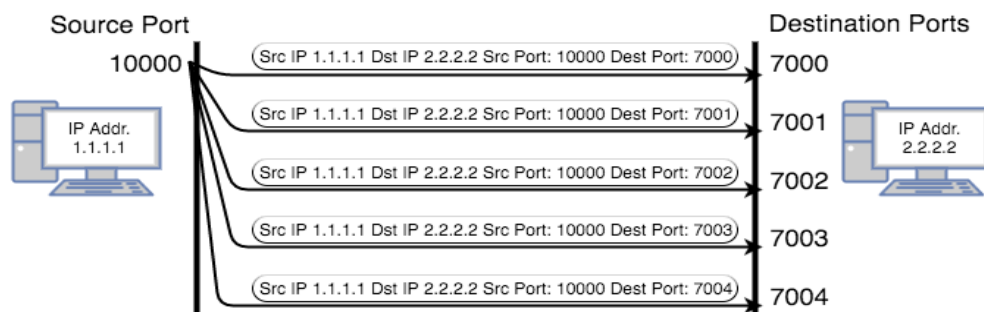 Source Port
Destination Ports
10000
Src IP 1.1.1.1 Dst IP 2.2.2.2 Src Port: 10000 Dest Port: 7000
7000
Src IP 1.1.1.1 Dst IP 2.2.2.2 Src Port: 10000 Dest Port: 7001
7001
IP Addr.
1.1.1.1
IP Addr.
2.2.2.2
Src IP 1.1.1.1 Dst IP 2.2.2.2 Src Port: 10000 Dest Port: 7002
7002
Src IP 1.1.1.1 Dst IP 2.2.2.2 Src Port: 10000 Dest Port: 7003
7003
Src IP 1.1.1.1 Dst IP 2.2.2.2 Src Port: 10000 Dest Port: 7004
7004